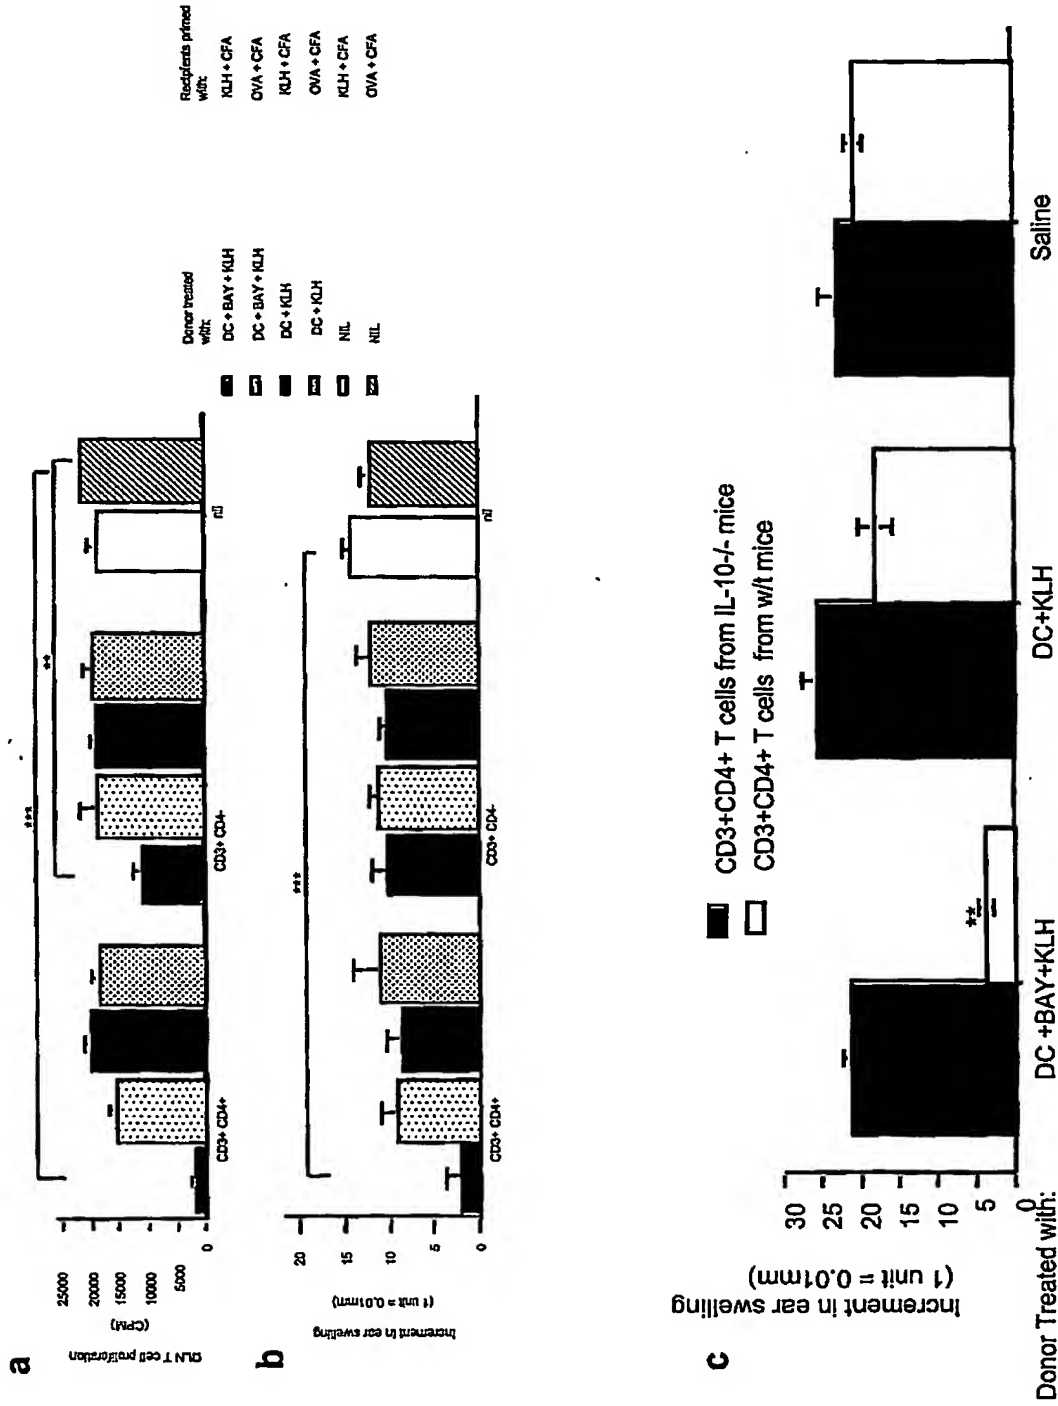 a
DLN T cell proliferation
(CPM)
25000
20000
15000
10000
5000
0
***
**
CD3+ CD4+
CD3+ CD4-
nil
Donor treated
with:
Recipients primed
with:
DC + BAY + KLH
KLH + CFA
DC + BAY + KLH
OVA + CFA
DC + KLH
KLH + CFA
DC + KLH
OVA + CFA
NIL
KLH + CFA
NIL
OVA + CFA
b
Increment in ear swelling
(1 unit = 0.01mm)
20
15
10
5
0
***
CD3+ CD4+
CD3+ CD4-
nil
c
Increment in ear swelling
(1 unit = 0.01mm)
30
25
20
15
10
5
0
CD3+CD4+ T cells from IL-10-/- mice
CD3+CD4+ T cells from w/t mice
**
Donor Treated with:
DC +BAY+KLH
DC+KLH
Saline